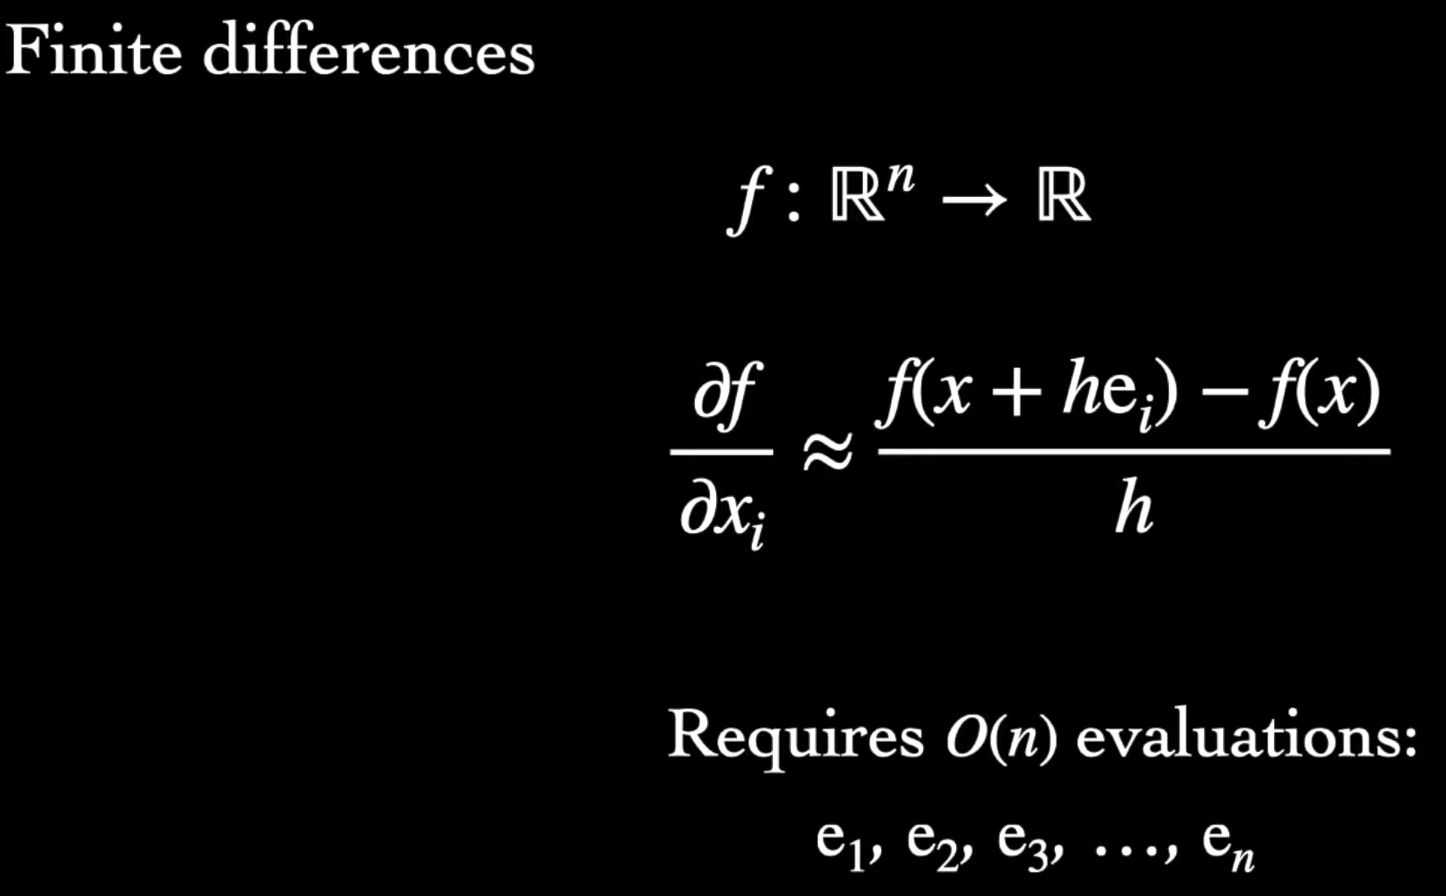 Finite differences
f : ℝⁿ → ℝ
∂f/∂xᵢ ≈ (f(x + heᵢ) − f(x))/h
Requires O(n) evaluations:
e₁, e₂, e₃, …, eₙ